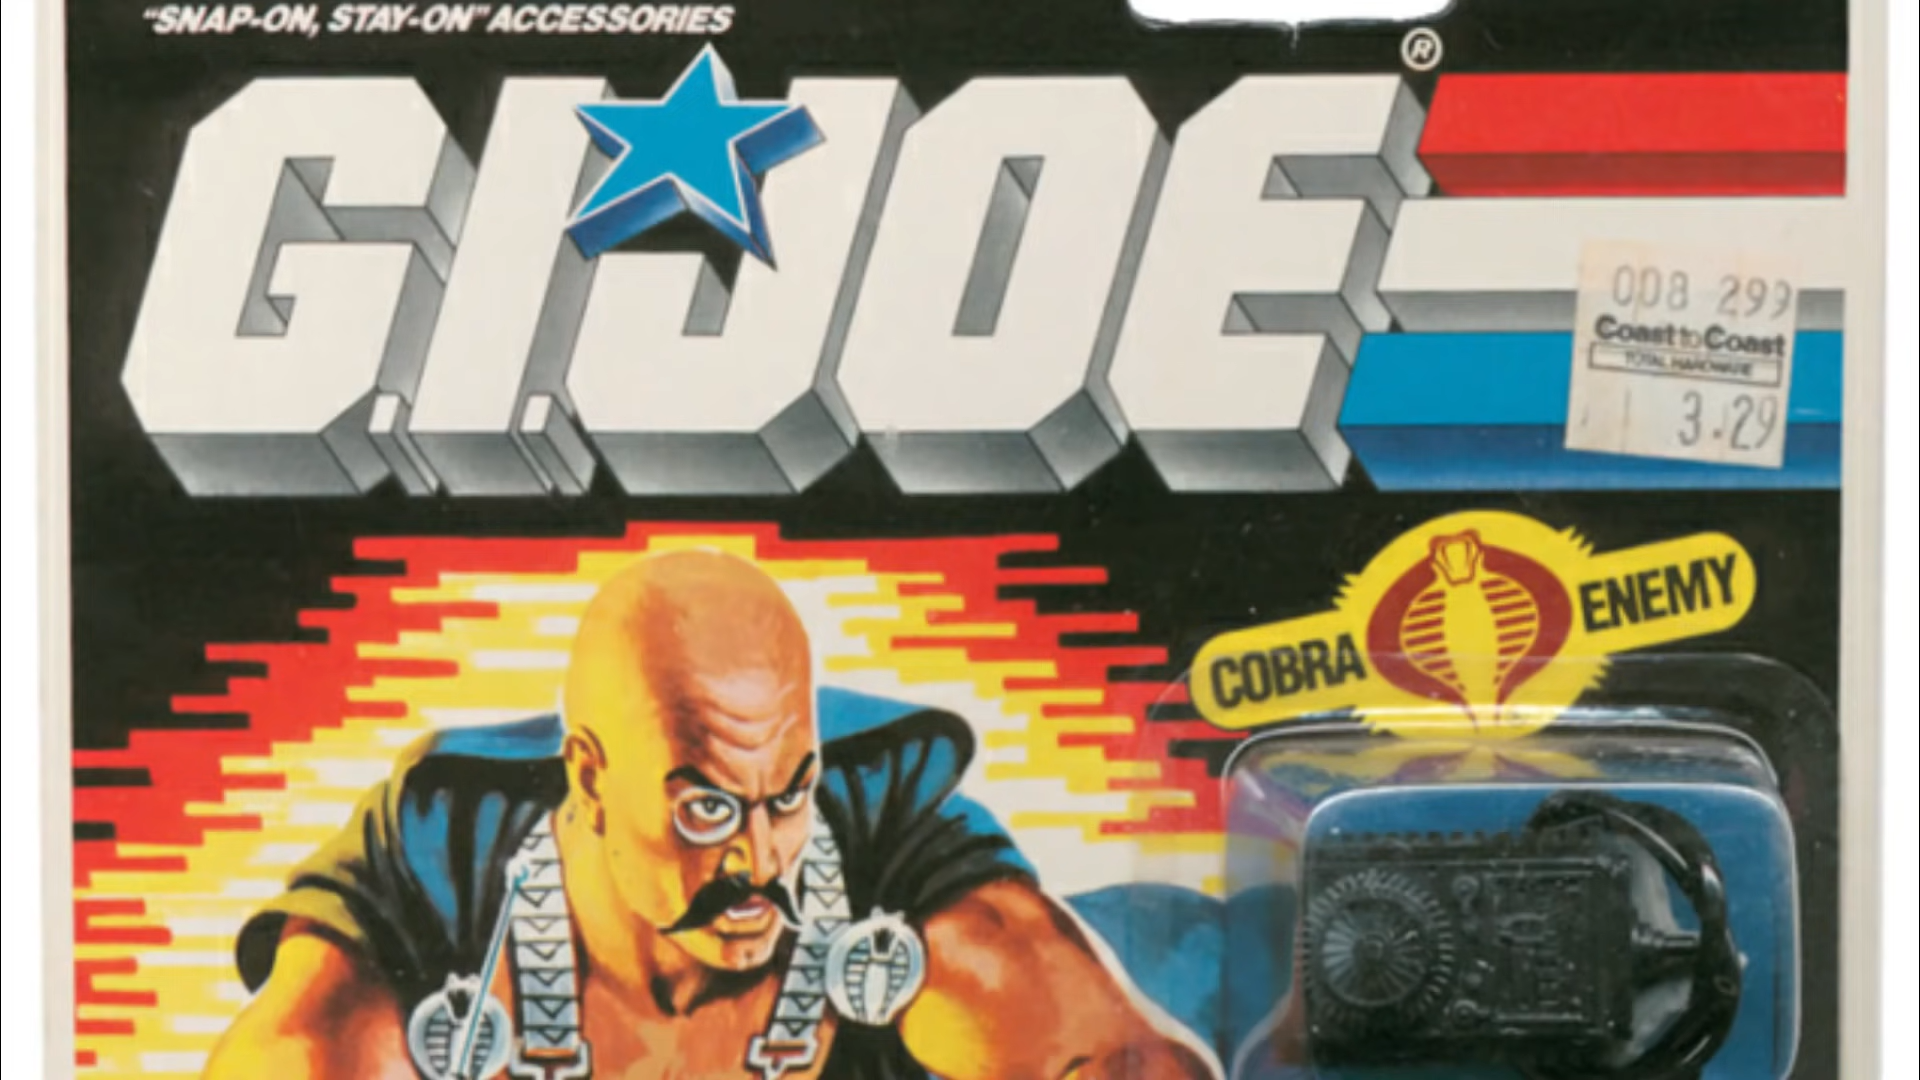 “SNAP-ON, STAY-ON” ACCESSORIES
G.I. JOE
®
008 299
Coast to Coast
TOTAL HARDWARE
3.29
COBRA ENEMY